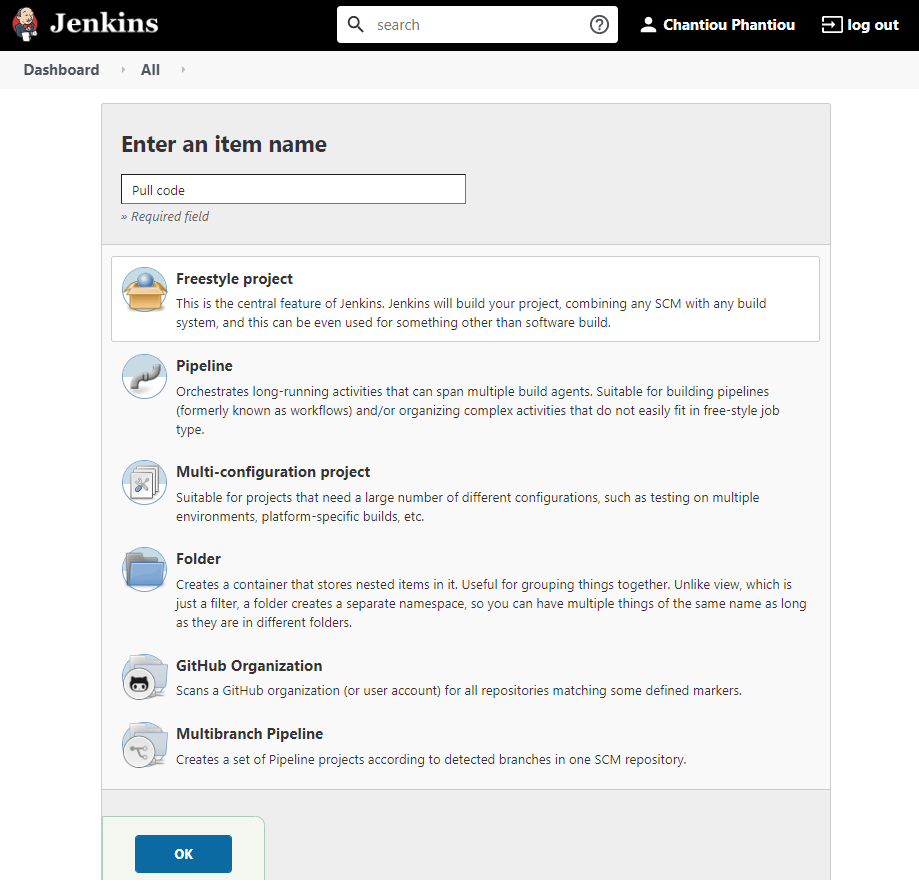 Jenkins
search
Chantiou Phantiou
log out
Dashboard
All
Enter an item name
Pull code
» Required field
Freestyle project
This is the central feature of Jenkins. Jenkins will build your project, combining any SCM with any build
system, and this can be even used for something other than software build.
Pipeline
Orchestrates long-running activities that can span multiple build agents. Suitable for building pipelines
(formerly known as workflows) and/or organizing complex activities that do not easily fit in free-style job
type.
Multi-configuration project
Suitable for projects that need a large number of different configurations, such as testing on multiple
environments, platform-specific builds, etc.
Folder
Creates a container that stores nested items in it. Useful for grouping things together. Unlike view, which is
just a filter, a folder creates a separate namespace, so you can have multiple things of the same name as long
as they are in different folders.
GitHub Organization
Scans a GitHub organization (or user account) for all repositories matching some defined markers.
Multibranch Pipeline
Creates a set of Pipeline projects according to detected branches in one SCM repository.
OK